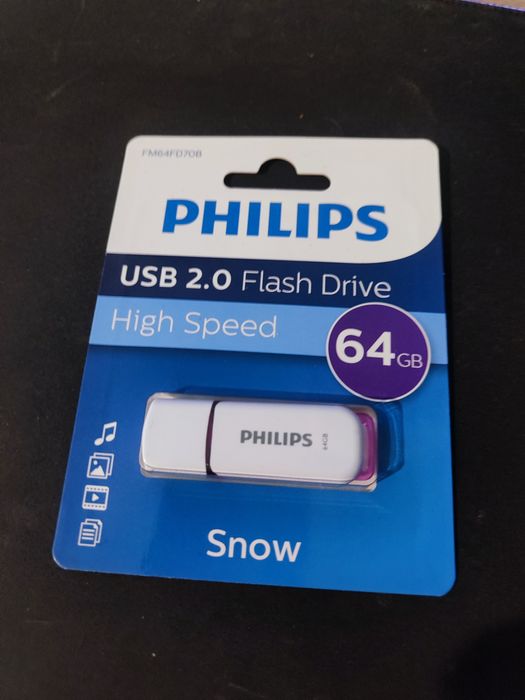 FM64FD70B
PHILIPS
USB 2.0 Flash Drive
High Speed
64GB
PHILIPS 64GB
Snow